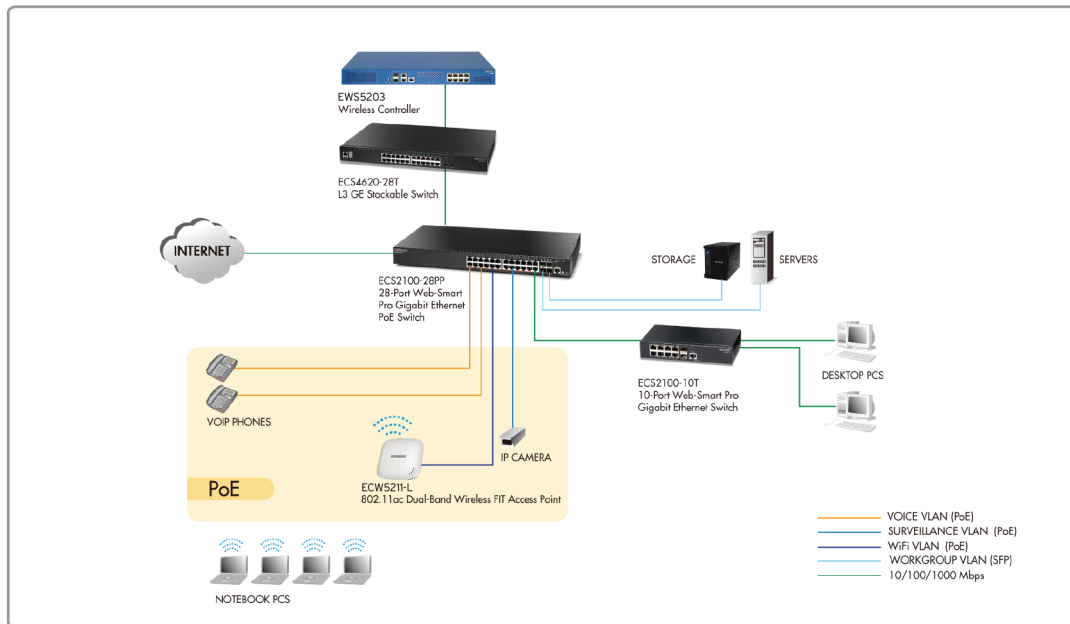 EWS5203
Wireless Controller
ECS4620-28T
L3 GE Stackable Switch
INTERNET
ECS2100-28PP
28-Port Web-Smart
Pro Gigabit Ethernet
PoE Switch
STORAGE
SERVERS
ECS2100-10T
10-Port Web-Smart Pro
Gigabit Ethernet Switch
DESKTOP PCS
VOIP PHONES
IP CAMERA
ECW5211-L
802.11ac Dual-Band Wireless FIT Access Point
PoE
NOTEBOOK PCS
VOICE VLAN (PoE)
SURVEILLANCE VLAN (PoE)
WiFi VLAN (PoE)
WORKGROUP VLAN (SFP)
10/100/1000 Mbps